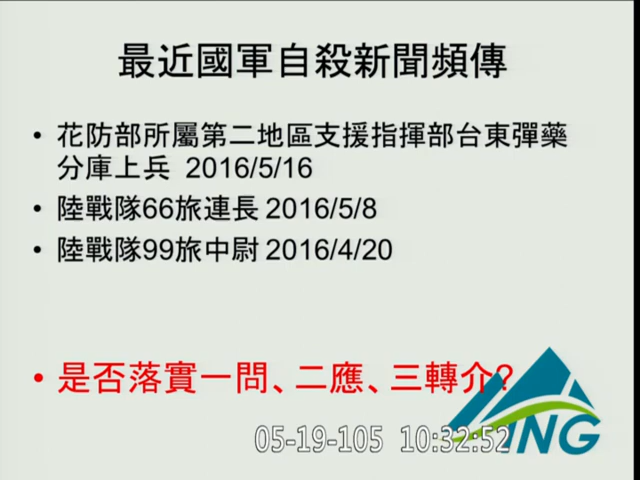 最近國軍自殺新聞頻傳
• 花防部所屬第二地區支援指揮部台東彈藥
分庫上兵 2016/5/16
• 陸戰隊66旅連長 2016/5/8
• 陸戰隊99旅中尉 2016/4/20
• 是否落實一問、二應、三轉介?
ING
05-19-105 10:32:52